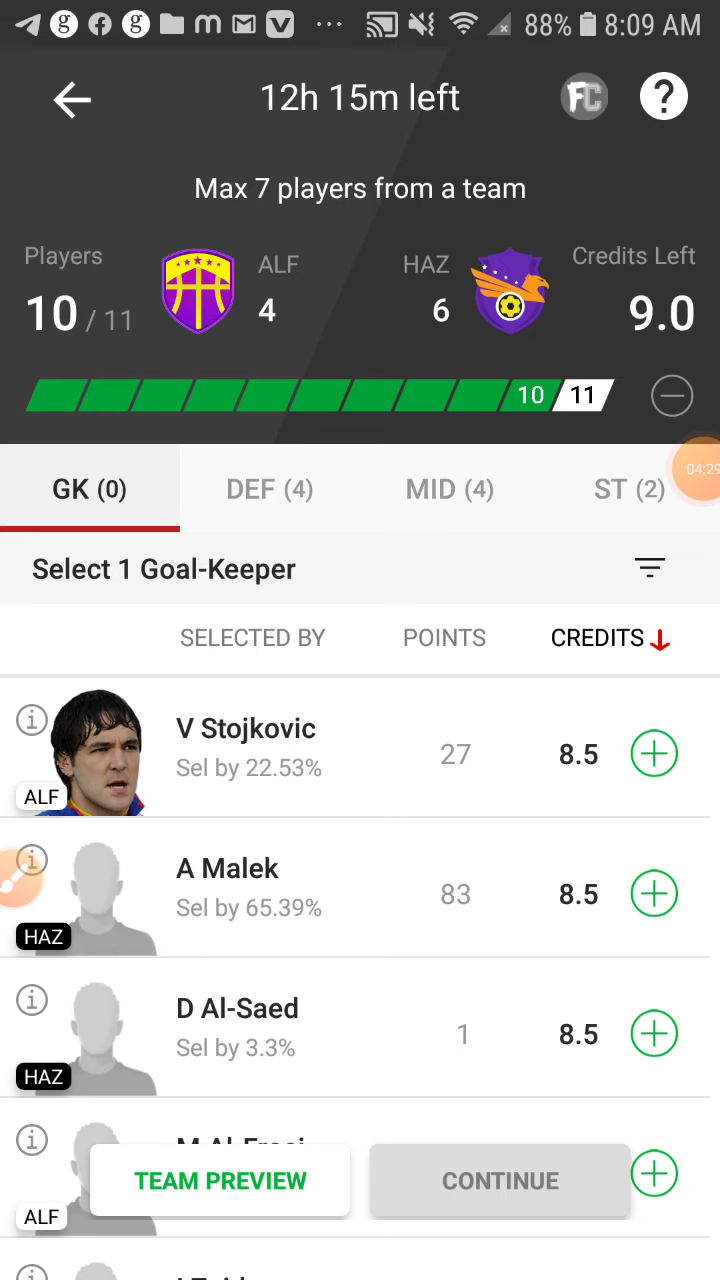 88% 8:09 AM
12h 15m left
FC ?
Max 7 players from a team
Players ALF HAZ Credits Left
10 / 11 4 6 9.0
10 11
04:29
GK (0) DEF (4) MID (4) ST (2)
Select 1 Goal-Keeper
SELECTED BY POINTS CREDITS
V Stojkovic
Sel by 22.53% 27 8.5
ALF
A Malek
Sel by 65.39% 83 8.5
HAZ
D Al-Saed
Sel by 3.3% 1 8.5
HAZ
TEAM PREVIEW CONTINUE
ALF